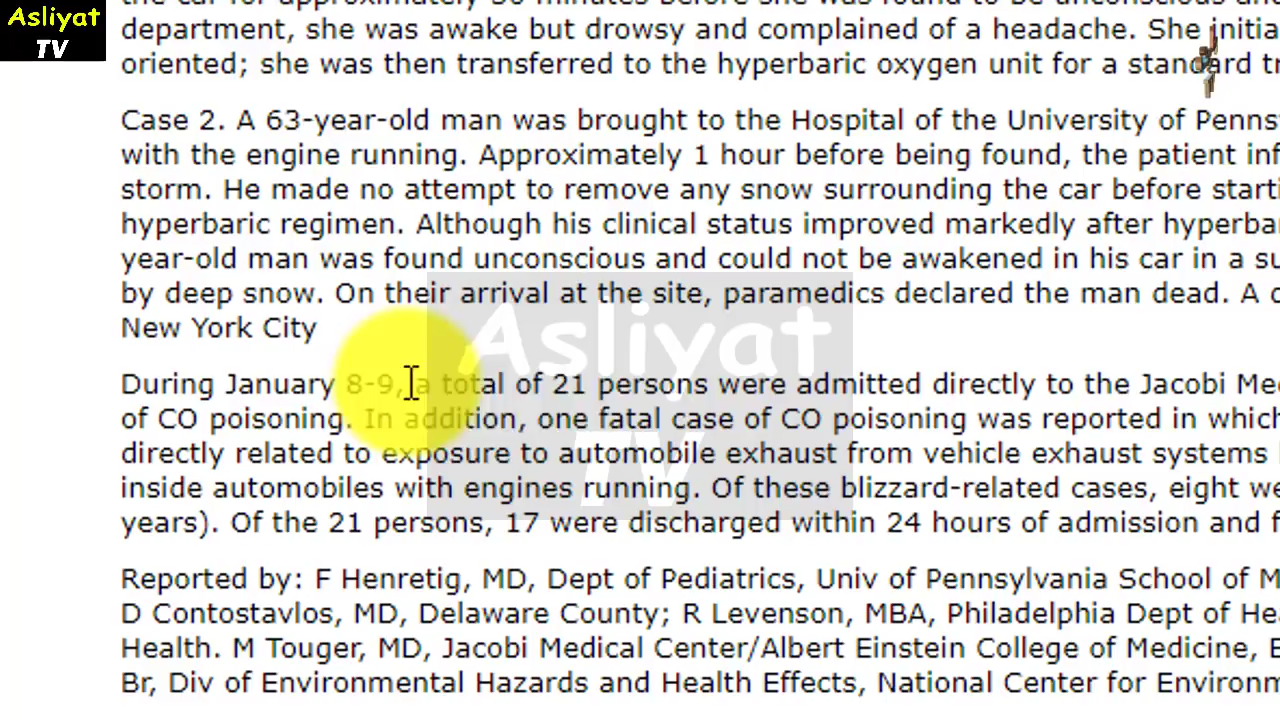 Asliyat
TV
department, she was awake but drowsy and complained of a headache. She initia
oriented; she was then transferred to the hyperbaric oxygen unit for a standard tr
Case 2. A 63-year-old man was brought to the Hospital of the University of Penns
with the engine running. Approximately 1 hour before being found, the patient inf
storm. He made no attempt to remove any snow surrounding the car before starti
hyperbaric regimen. Although his clinical status improved markedly after hyperba
year-old man was found unconscious and could not be awakened in his car in a su
by deep snow. On their arrival at the site, paramedics declared the man dead. A c
New York City
Asliyat
TV
During January 8-9, a total of 21 persons were admitted directly to the Jacobi Me
of CO poisoning. In addition, one fatal case of CO poisoning was reported in which
directly related to exposure to automobile exhaust from vehicle exhaust systems
inside automobiles with engines running. Of these blizzard-related cases, eight we
years). Of the 21 persons, 17 were discharged within 24 hours of admission and f
Reported by: F Henretig, MD, Dept of Pediatrics, Univ of Pennsylvania School of M
D Contostavlos, MD, Delaware County; R Levenson, MBA, Philadelphia Dept of Hea
Health. M Touger, MD, Jacobi Medical Center/Albert Einstein College of Medicine, B
Br, Div of Environmental Hazards and Health Effects, National Center for Environm